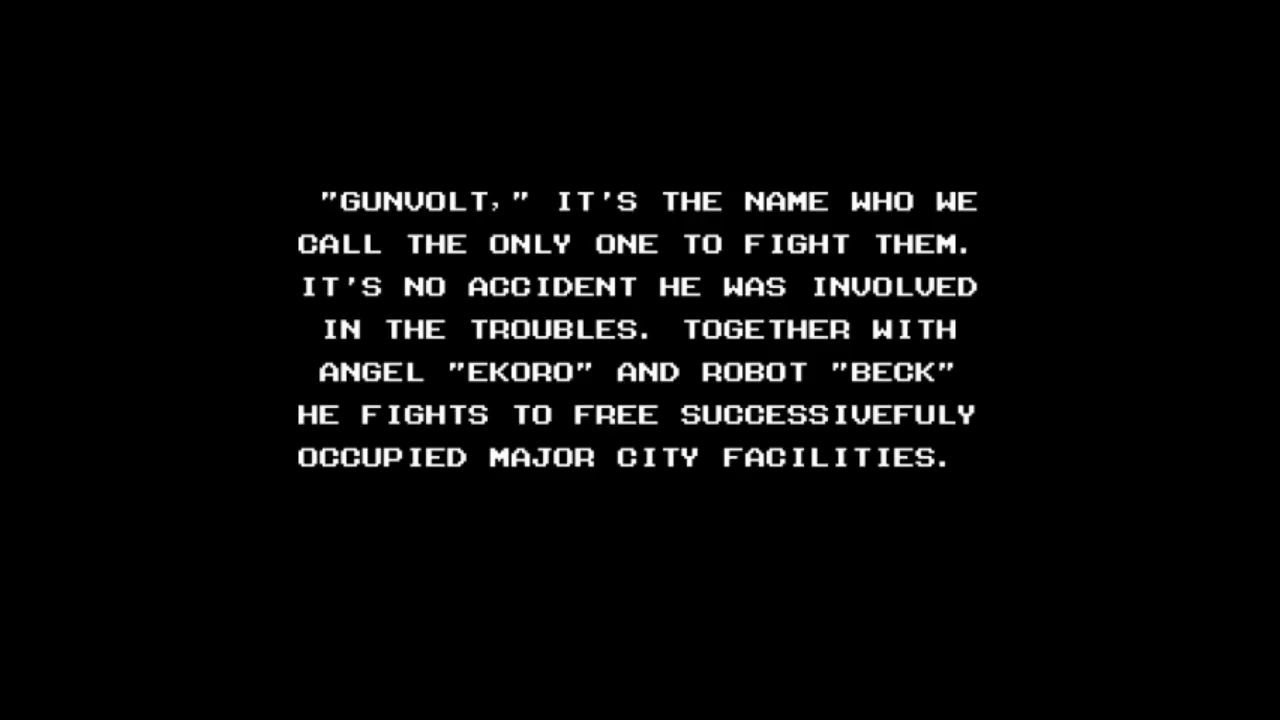 "GUNVOLT," IT'S THE NAME WHO WE
CALL THE ONLY ONE TO FIGHT THEM.
IT'S NO ACCIDENT HE WAS INVOLVED
IN THE TROUBLES. TOGETHER WITH
ANGEL "EKORO" AND ROBOT "BECK"
HE FIGHTS TO FREE SUCCESSIVEFULY
OCCUPIED MAJOR CITY FACILITIES.